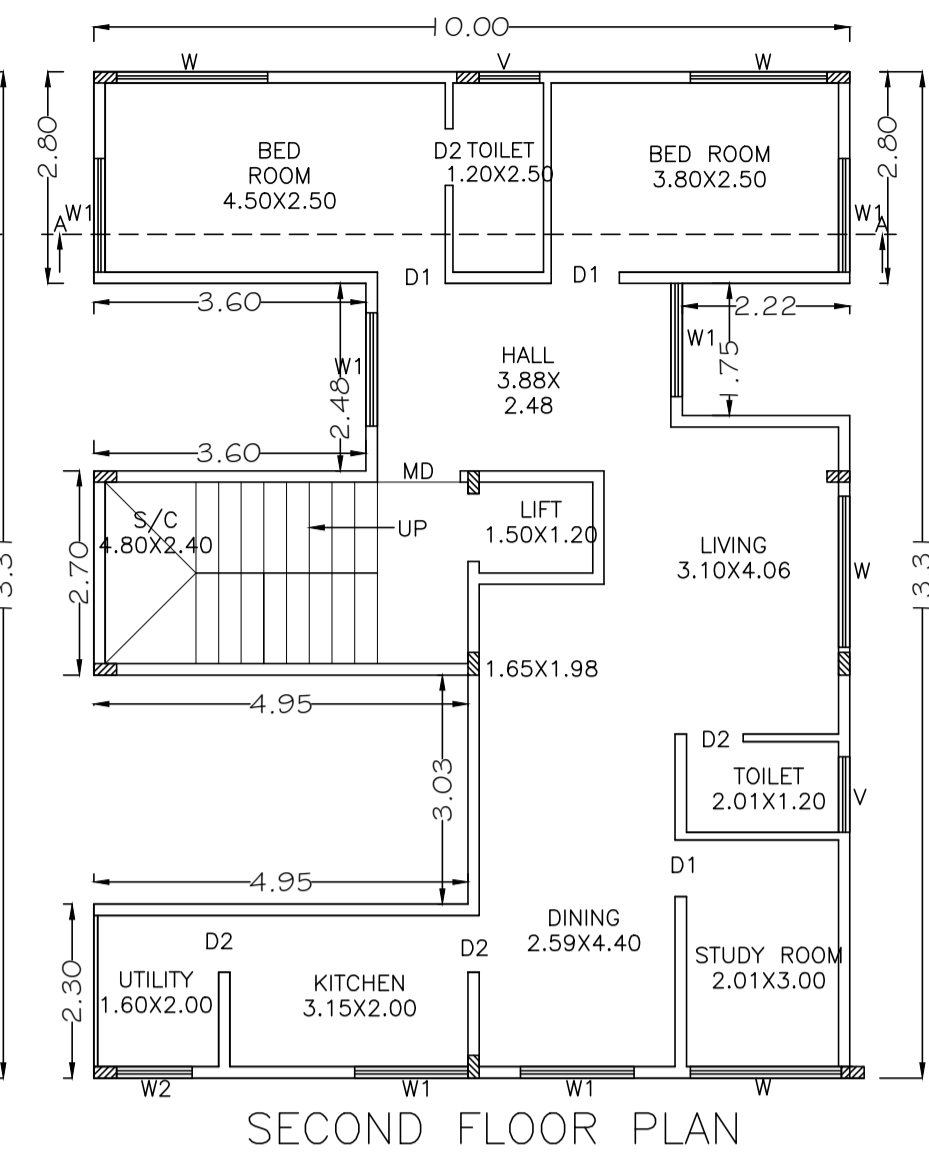 10.00
W
V
W
2.80
BED
ROOM
4.50X2.50
D2
TOILET
1.20X2.50
BED ROOM
3.80X2.50
2.80
W1
A
W1
A
D1
D1
3.60
2.22
W1
2.48
HALL
3.88X
2.48
W1
1.75
3.60
MD
S/C
4.80X2.40
UP
LIFT
1.50X1.20
LIVING
3.10X4.06
W
2.70
13.31
13.31
1.65X1.98
4.95
3.03
D2
TOILET
2.01X1.20
V
4.95
D1
D2
D2
DINING
2.59X4.40
STUDY ROOM
2.01X3.00
2.30
UTILITY
1.60X2.00
KITCHEN
3.15X2.00
W2
W1
W1
W
SECOND FLOOR PLAN